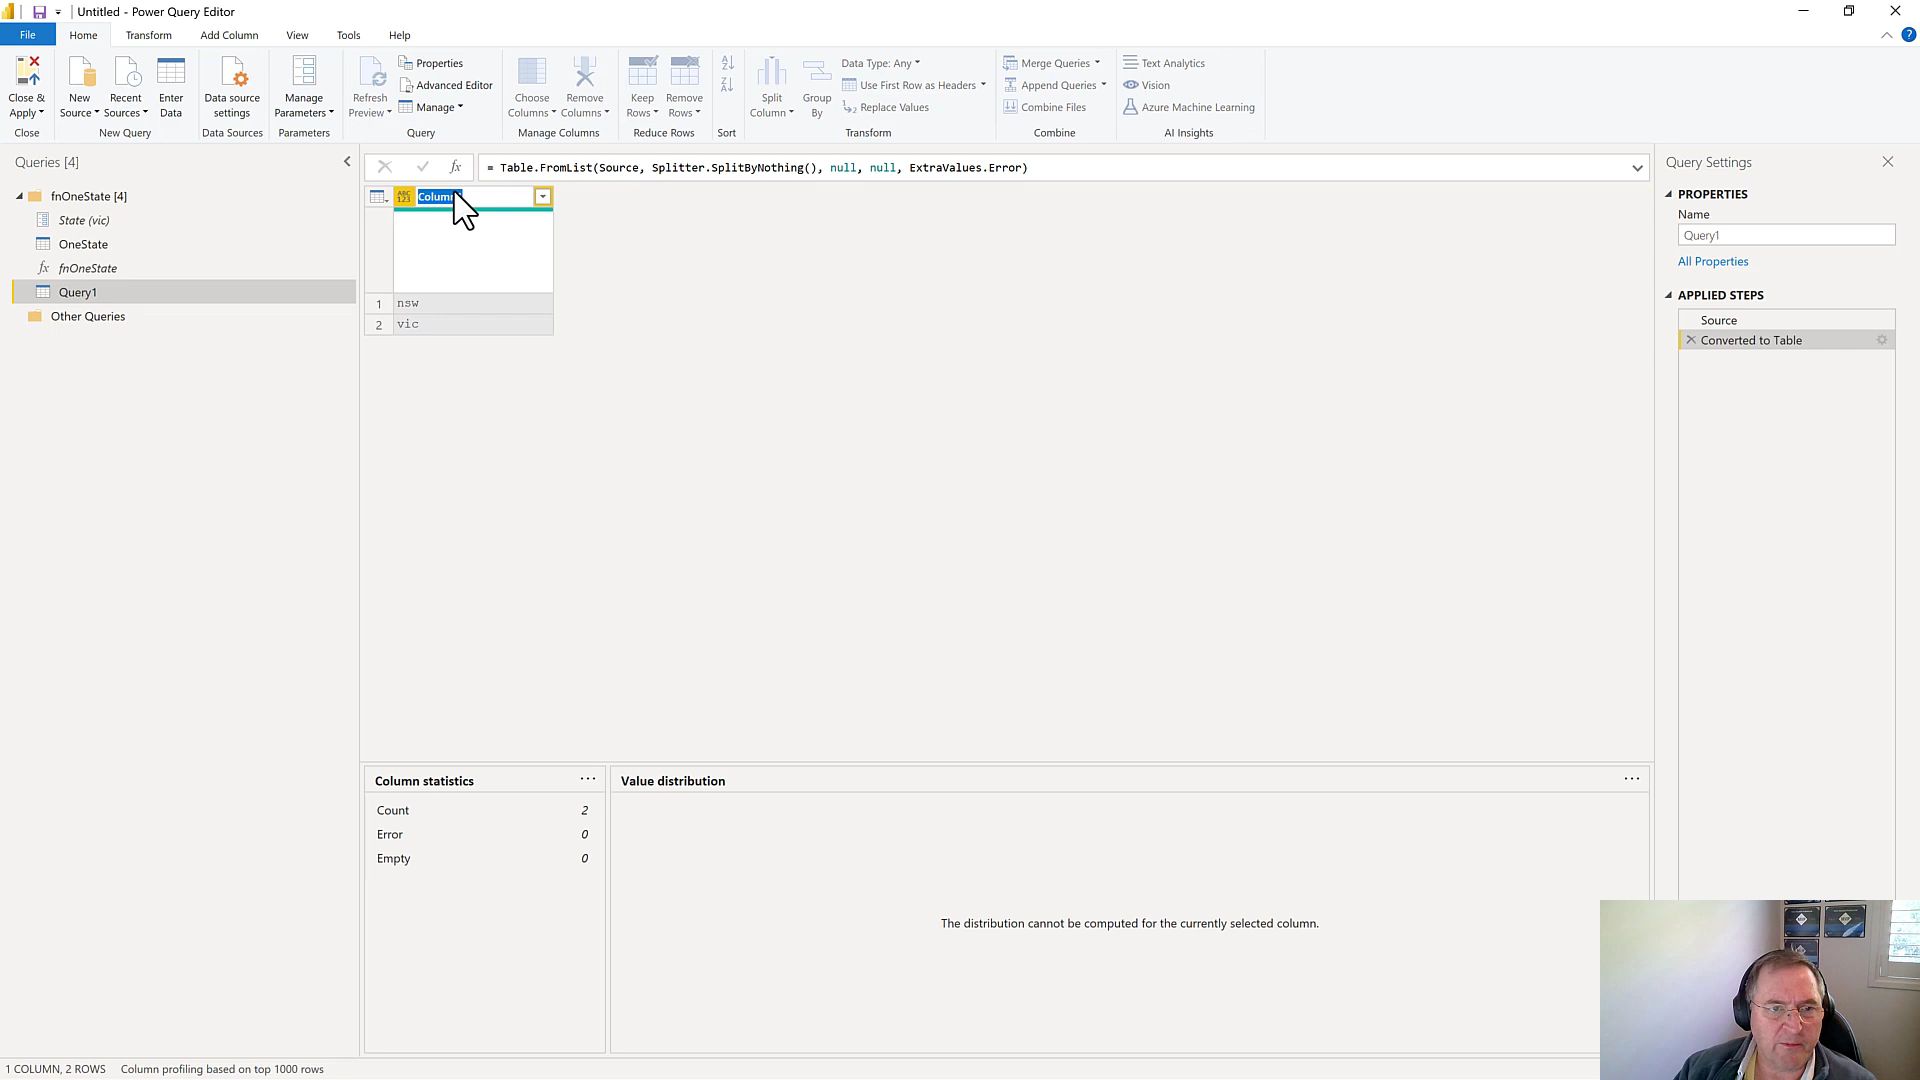 Untitled - Power Query Editor
File Home Transform Add Column View Tools Help
Close & Apply
New Source
Recent Sources
Enter Data
Data source settings
Manage Parameters
Refresh Preview
Properties
Advanced Editor
Manage
Choose Columns
Remove Columns
Keep Rows
Remove Rows
Split Column
Group By
Data Type: Any
Use First Row as Headers
Replace Values
Merge Queries
Append Queries
Combine Files
Text Analytics
Vision
Azure Machine Learning
Close New Query Data Sources Parameters Query Manage Columns Reduce Rows Sort Transform Combine AI Insights
Queries [4]
fnOneState [4]
State (vic)
OneState
fx fnOneState
Query1
Other Queries
fx = Table.FromList(Source, Splitter.SplitByNothing(), null, null, ExtraValues.Error)
ABC 123
1 nsw
2 vic
Column statistics
Count 2
Error 0
Empty 0
Value distribution
The distribution cannot be computed for the currently selected column.
Query Settings
PROPERTIES
Name
Query1
All Properties
APPLIED STEPS
Source
Converted to Table
1 COLUMN, 2 ROWS Column profiling based on top 1000 rows